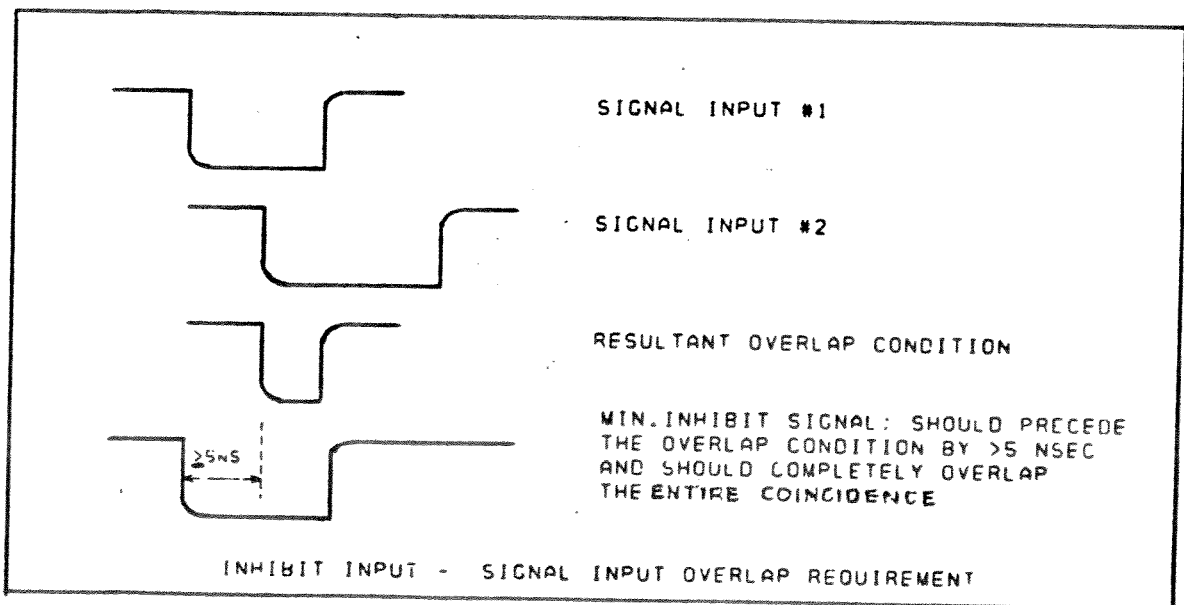 SIGNAL INPUT #1
SIGNAL INPUT #2
RESULTANT OVERLAP CONDITION
MIN. INHIBIT SIGNAL: SHOULD PRECEDE
THE OVERLAP CONDITION BY >5 NSEC
AND SHOULD COMPLETELY OVERLAP
THE ENTIRE COINCIDENCE
≥5NS
INHIBIT INPUT - SIGNAL INPUT OVERLAP REQUIREMENT